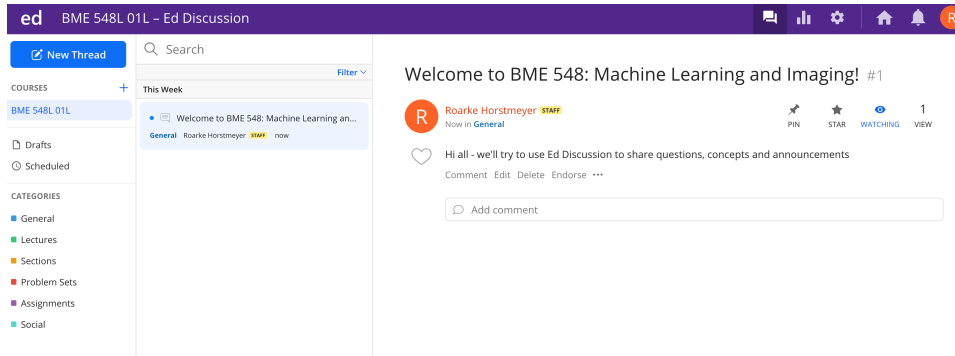 ed BME 548L 01L – Ed Discussion
R
New Thread
COURSES +
BME 548L 01L
Drafts
Scheduled
CATEGORIES
General
Lectures
Sections
Problem Sets
Assignments
Social
Search
Filter
This Week
Welcome to BME 548: Machine Learning an...
General Roarke Horstmeyer STAFF now
Welcome to BME 548: Machine Learning and Imaging! #1
R
Roarke Horstmeyer STAFF
Now in General
PIN STAR WATCHING 1 VIEW
Hi all - we'll try to use Ed Discussion to share questions, concepts and announcements
Comment Edit Delete Endorse •••
Add comment